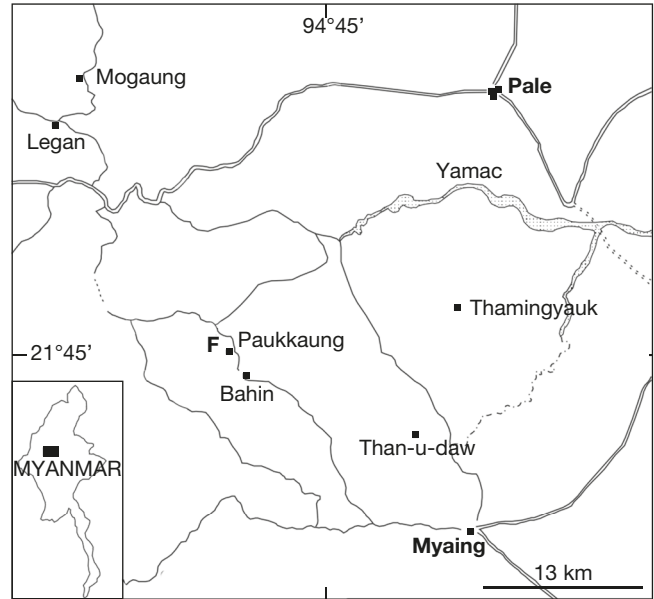 94°45'
Mogaung
Pale
Legan
Yamac
Thamingyauk
F Paukkaung
21°45’
Bahin
Than-u-daw
MYANMAR
Myaing
13 km